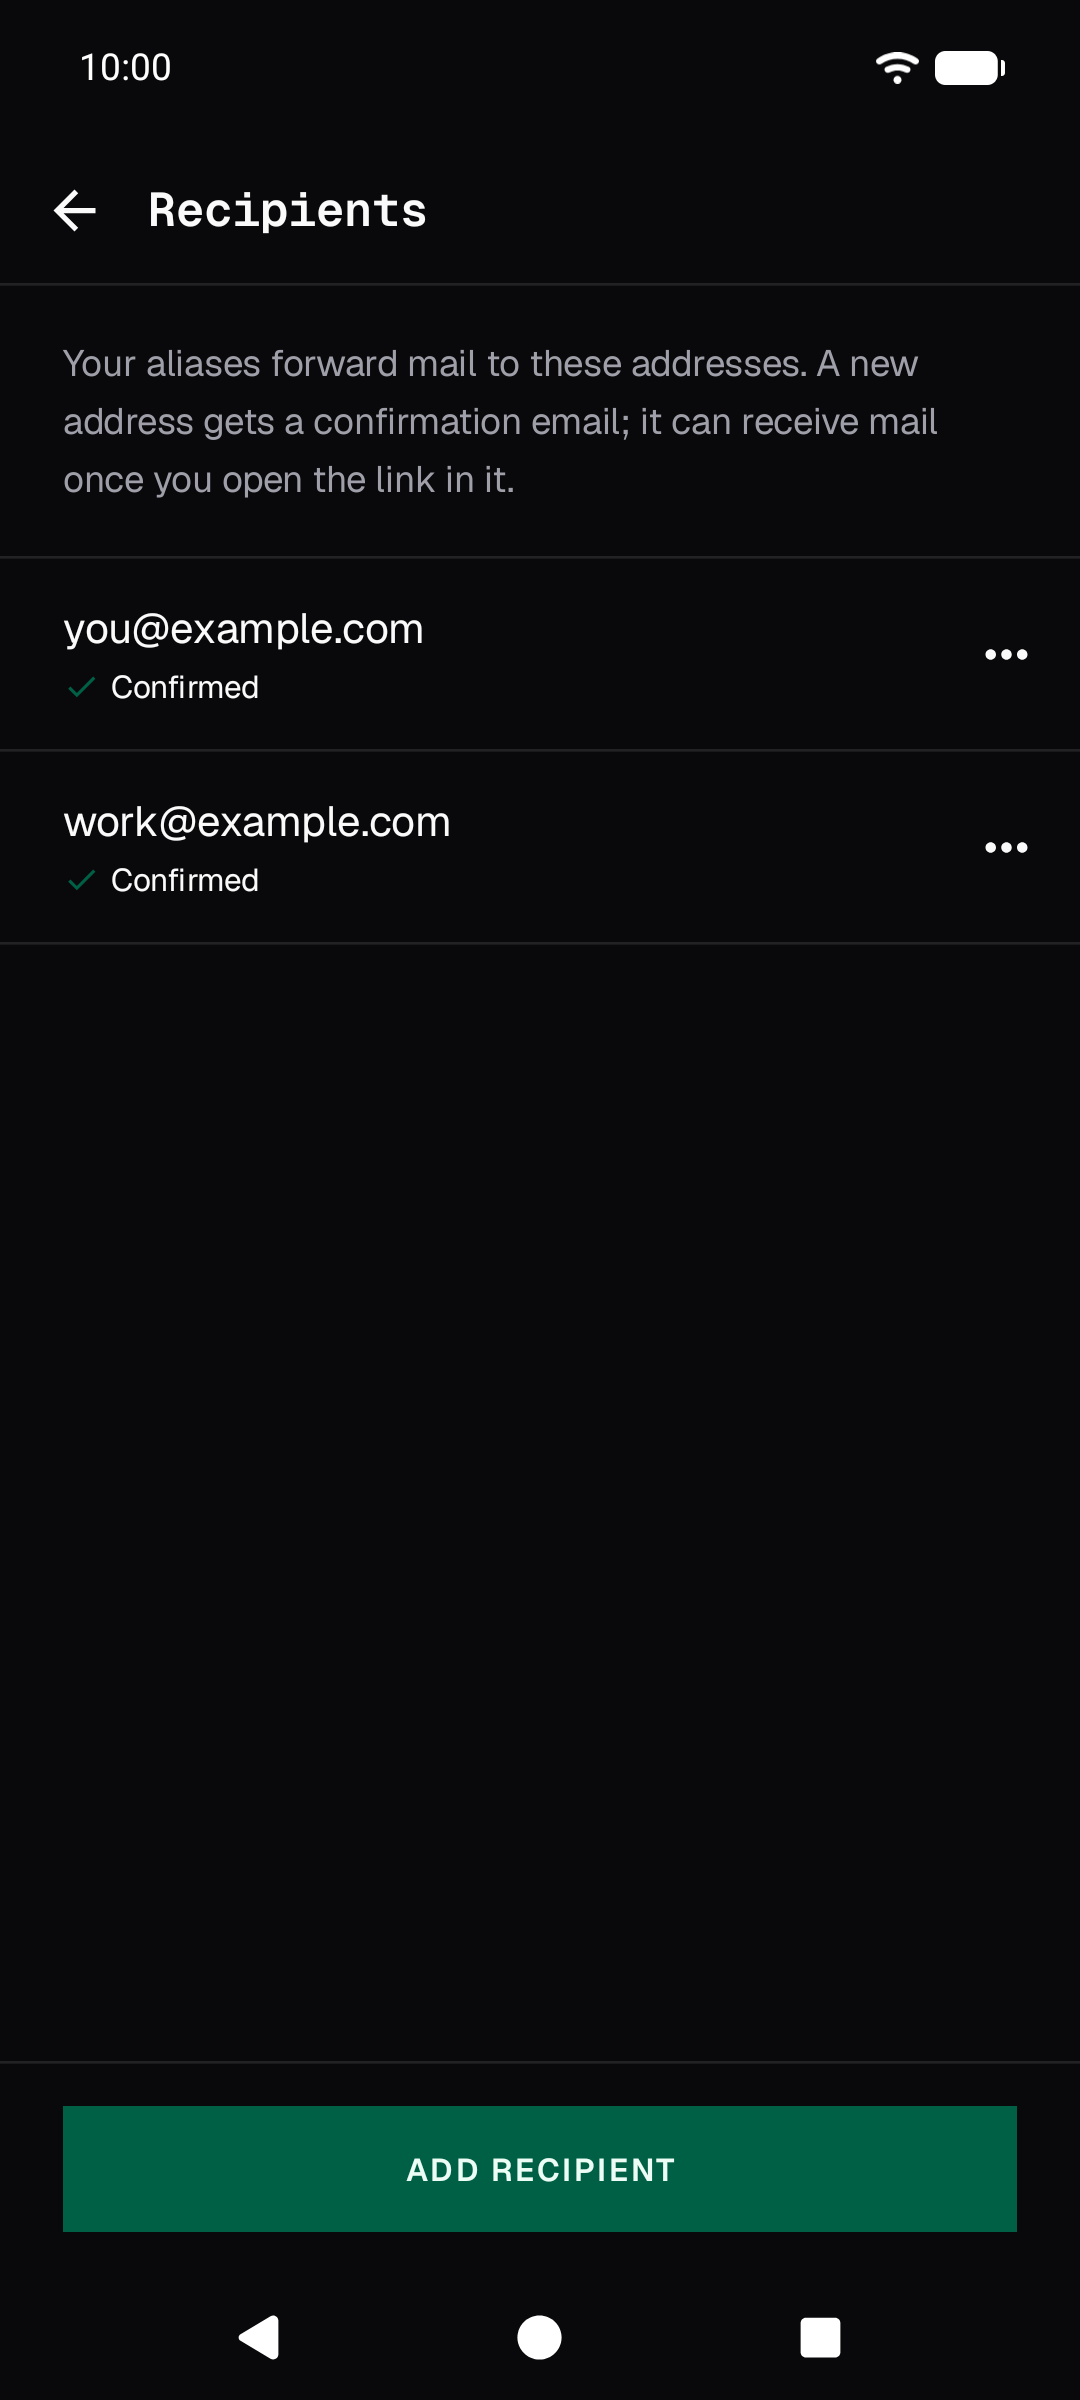 10:00
Recipients
Your aliases forward mail to these addresses. A new
address gets a confirmation email; it can receive mail
once you open the link in it.
you@example.com
Confirmed
work@example.com
Confirmed
ADD RECIPIENT